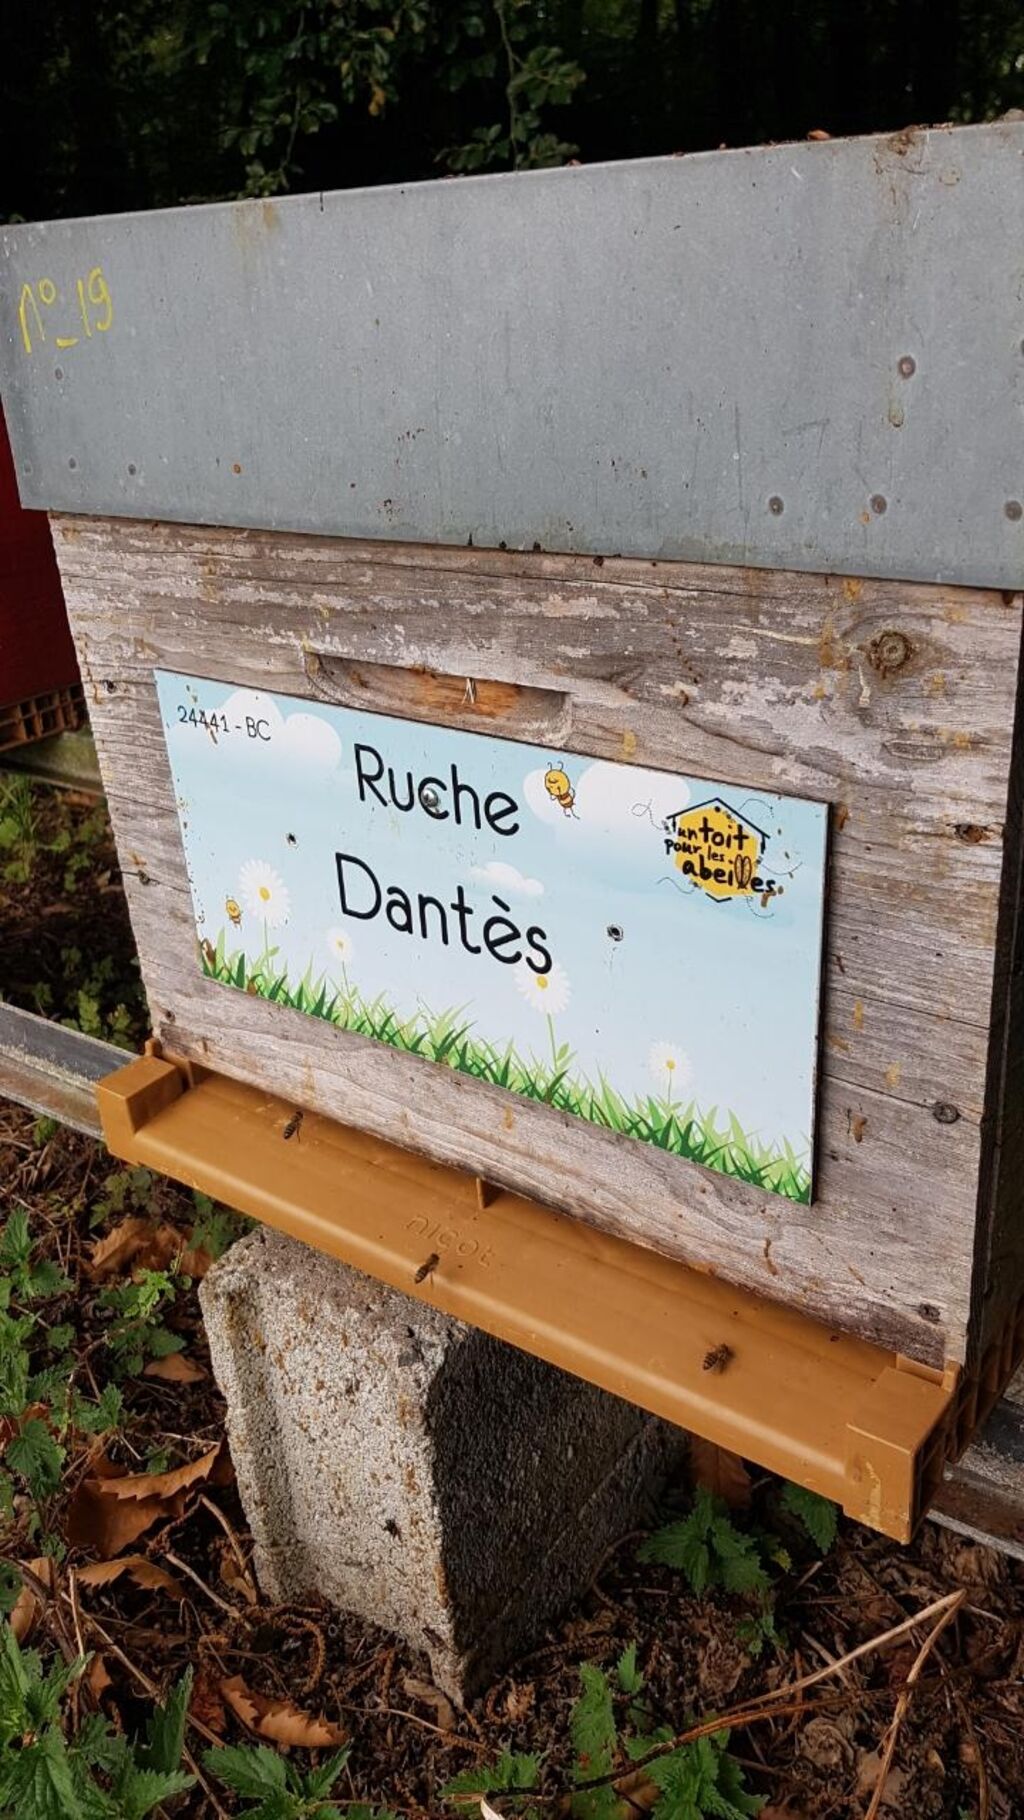 n°_19
24441 - BC
Ruche
Dantès
un toit
pour les
abeilles
nicot